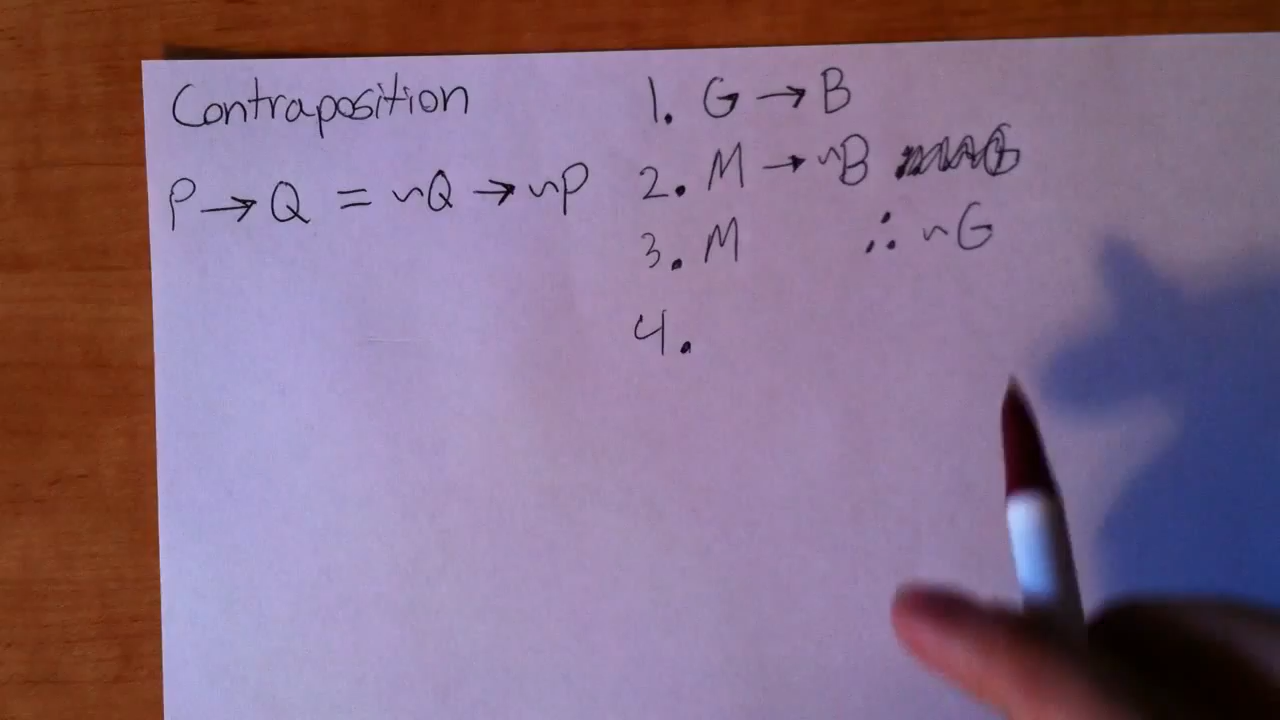 Contraposition
P → Q = ~Q → ~P
1. G → B
2. M → ~B
3. M ∴ ~G
4.